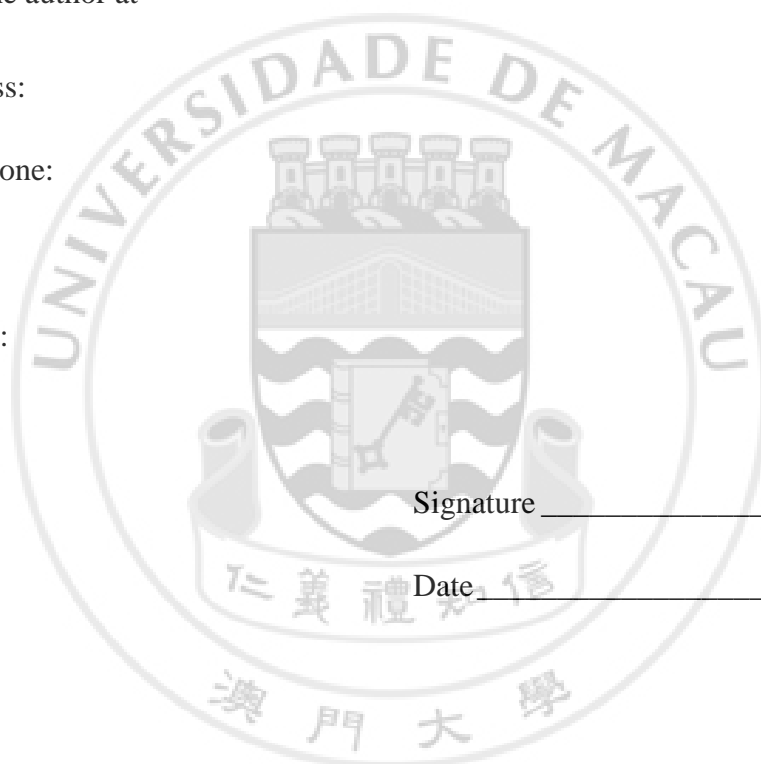 e author at
ss:
UNIVERSIDADE DE MACAU
one:
:
Signature
Date
仁義禮知信
澳門大學